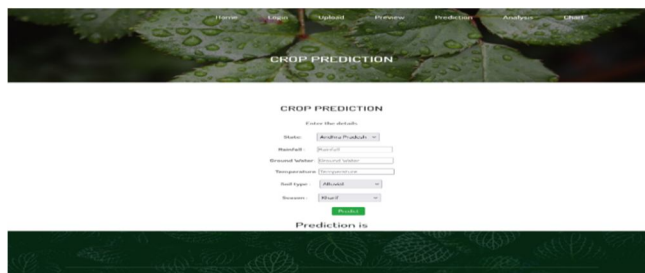 Home Login Upload Preview Prediction Analysis Chart
CROP PREDICTION
CROP PREDICTION
Enter the details
State: Andhra Pradesh
Rainfall : Rainfall
Ground Water Ground Water
Temperature Temperature
Soil type : Alluvial
Season : Kharif
Predict
Prediction is